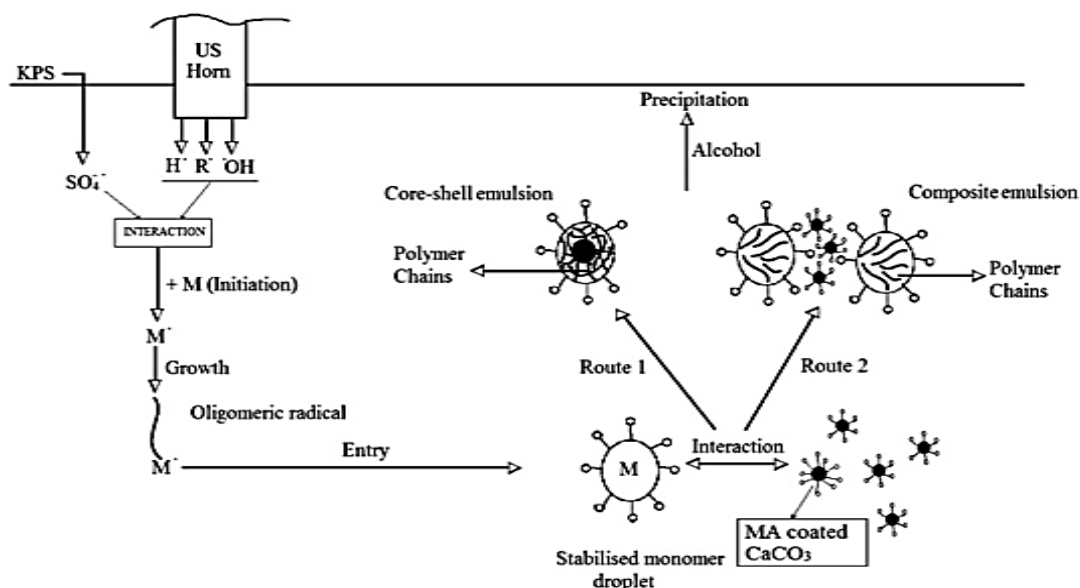 US
Horn
KPS
H· R· ·OH
SO₄·⁻
INTERACTION
+ M (Initiation)
M·
Growth
Oligomeric radical
M·
Entry
Precipitation
Alcohol
Core-shell emulsion
Composite emulsion
Polymer
Chains
Polymer
Chains
Route 1
Route 2
M
Interaction
MA coated
CaCO₃
Stabilised monomer
droplet